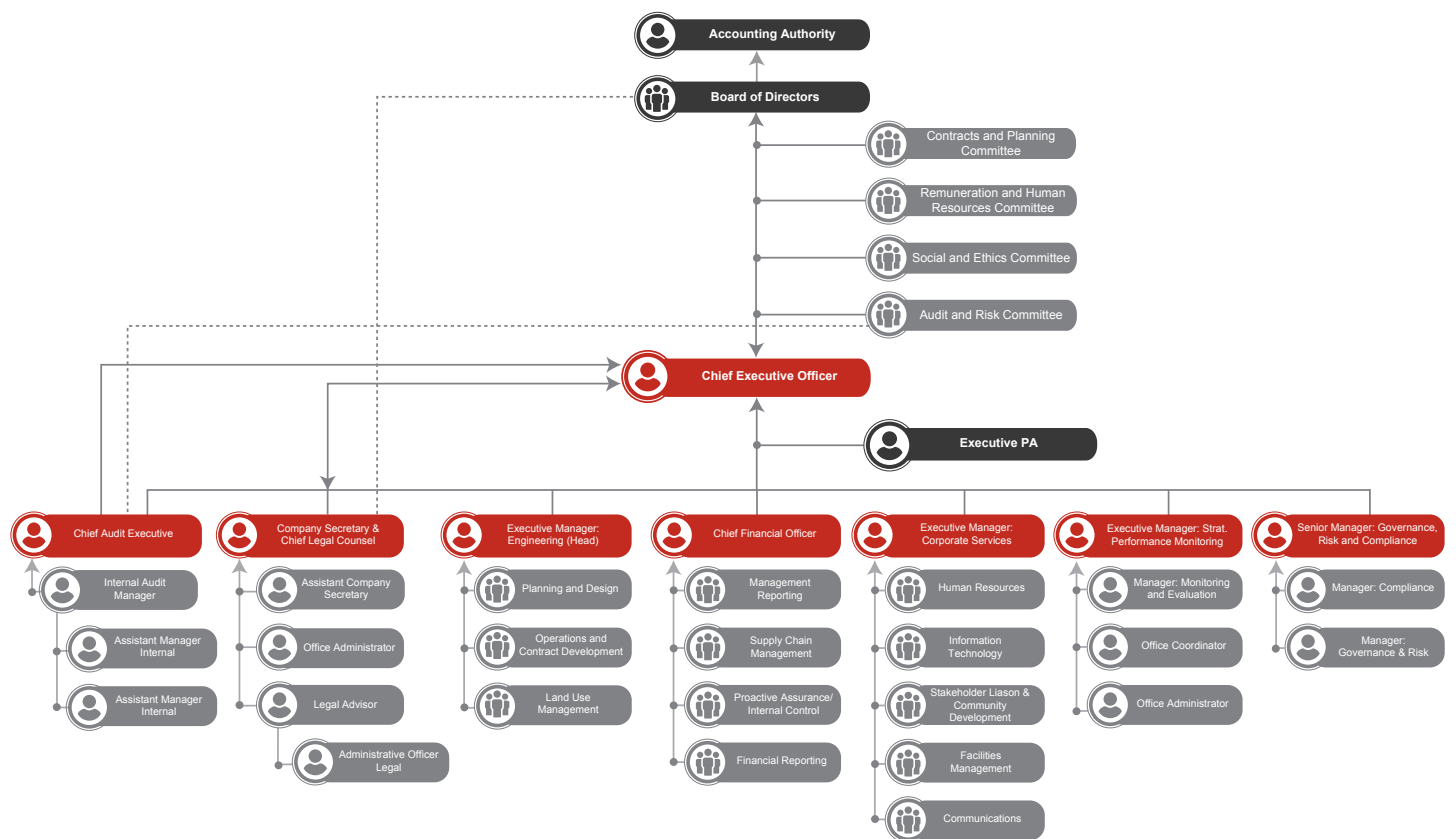 Accounting Authority
Board of Directors
Contracts and Planning
Committee
Remuneration and Human
Resources Committee
Social and Ethics Committee
Audit and Risk Committee
Chief Executive Officer
Executive PA
Chief Audit Executive
Company Secretary &
Chief Legal Counsel
Executive Manager:
Engineering (Head)
Chief Financial Officer
Executive Manager:
Corporate Services
Executive Manager: Strat.
Performance Monitoring
Senior Manager: Governance,
Risk and Compliance
Internal Audit
Manager
Assistant Manager
Internal
Assistant Manager
Internal
Assistant Company
Secretary
Office Administrator
Legal Advisor
Administrative Officer
Legal
Planning and Design
Operations and
Contract Development
Land Use
Management
Management
Reporting
Supply Chain
Management
Proactive Assurance/
Internal Control
Financial Reporting
Human Resources
Information
Technology
Stakeholder Liason &
Community
Development
Facilities
Management
Communications
Manager: Monitoring
and Evaluation
Office Coordinator
Office Administrator
Manager: Compliance
Manager:
Governance & Risk